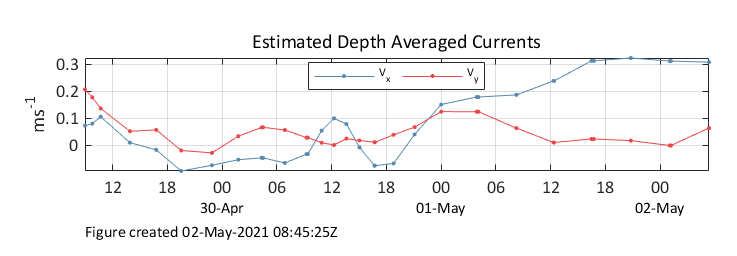 Estimated Depth Averaged Currents
Vx Vy
ms-1
0.3
0.2
0.1
0
12 18 00 06 12 18 00 06 12 18 00
30-Apr 01-May 02-May
Figure created 02-May-2021 08:45:25Z